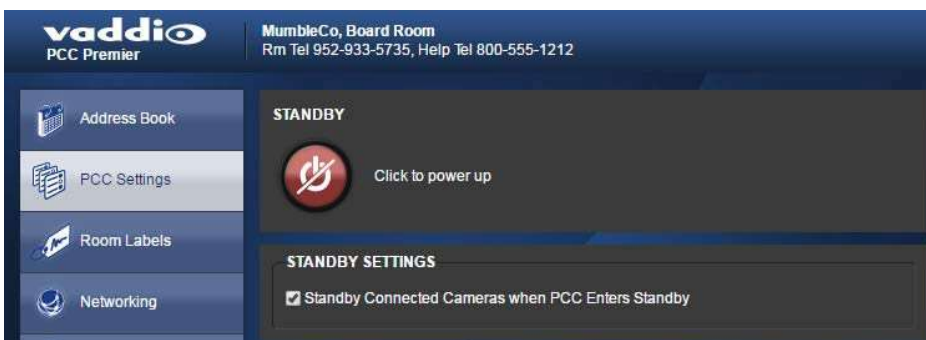 vaddio
PCC Premier
MumbleCo, Board Room
Rm Tel 952-933-5735, Help Tel 800-555-1212
Address Book
PCC Settings
Room Labels
Networking
STANDBY
Click to power up
STANDBY SETTINGS
Standby Connected Cameras when PCC Enters Standby